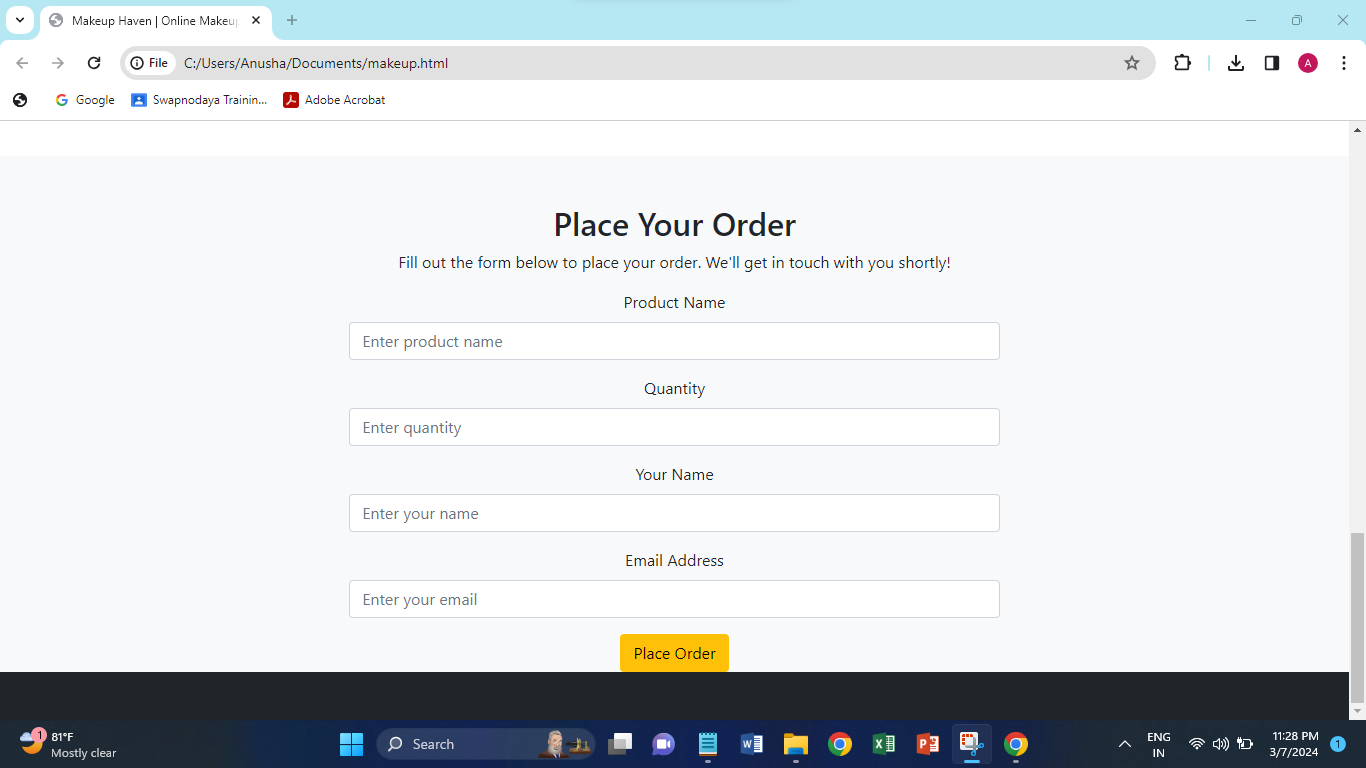 Makeup Haven | Online Makeup
File
C:/Users/Anusha/Documents/makeup.html
A
Google
Swapnodaya Trainin...
Adobe Acrobat
Place Your Order
Fill out the form below to place your order. We'll get in touch with you shortly!
Product Name
Enter product name
Quantity
Enter quantity
Your Name
Enter your name
Email Address
Enter your email
Place Order
1
81°F
Mostly clear
Search
ENG
IN
11:28 PM
3/7/2024
1